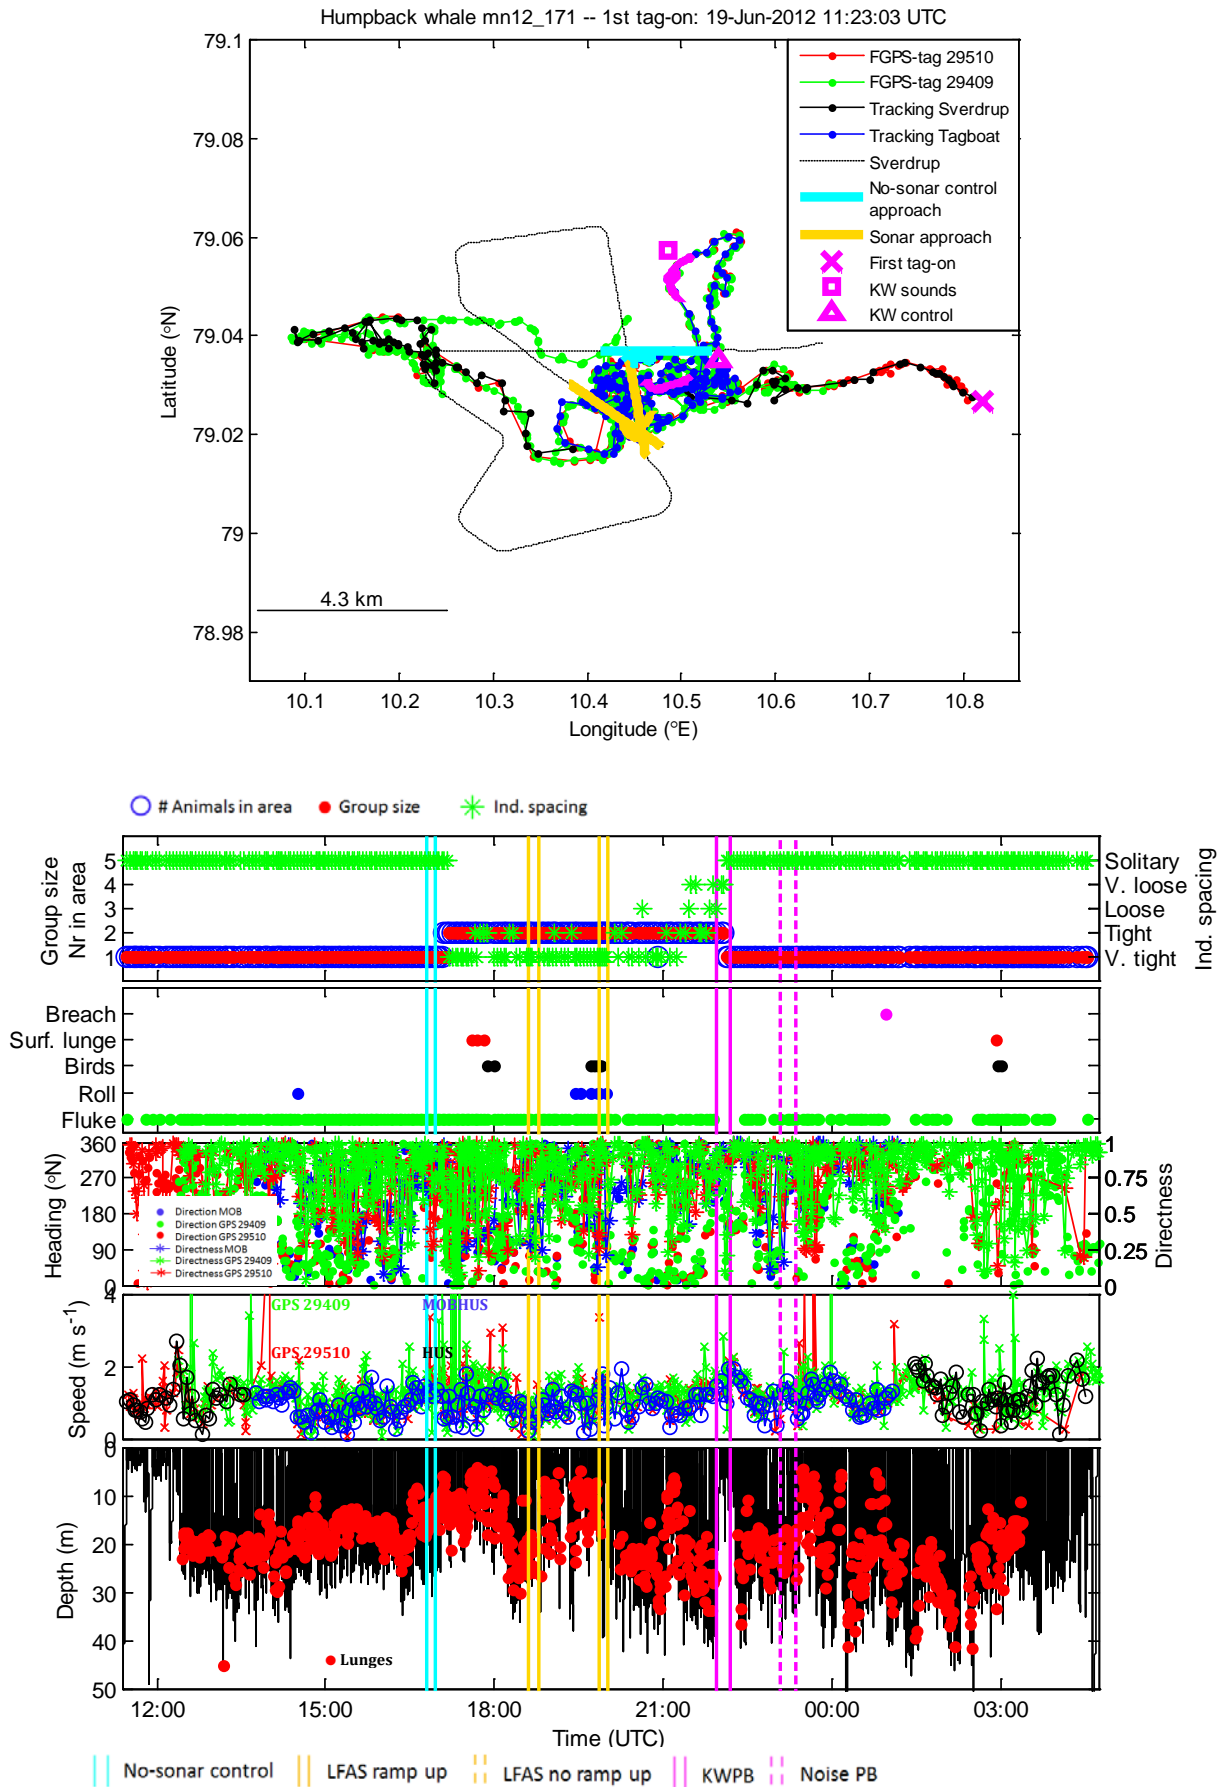 Humpback whale mn12_171 -- 1st tag-on: 19-Jun-2012 11:23:03 UTC
79.1
79.08
79.06
79.04
79.02
79
78.98
Latitude (°N)
FGPS-tag 29510
FGPS-tag 29409
Tracking Sverdrup
Tracking Tagboat
Sverdrup
No-sonar control
approach
Sonar approach
First tag-on
KW sounds
KW control
4.3 km
10.1 10.2 10.3 10.4 10.5 10.6 10.7 10.8
Longitude (°E)
# Animals in area Group size Ind. spacing
Group size
Nr in area
5
4
3
2
1
Solitary
V. loose
Loose
Tight
V. tight
Ind. spacing
Breach
Surf. lunge
Birds
Roll
Fluke
Heading (°N)
360
270
180
90
0
1
0.75
0.5
0.25
0
Directness
Direction MOB
Direction GPS 29409
Direction GPS 29510
Directness MOB
Directness GPS 29409
Directness GPS 29510
Speed (m s-1)
4
2
0
GPS 29409 MOBHUS
GPS 29510 HUS
Depth (m)
0
10
20
30
40
50
Lunges
12:00 15:00 18:00 21:00 00:00 03:00
Time (UTC)
No-sonar control LFAS ramp up LFAS no ramp up KWPB Noise PB